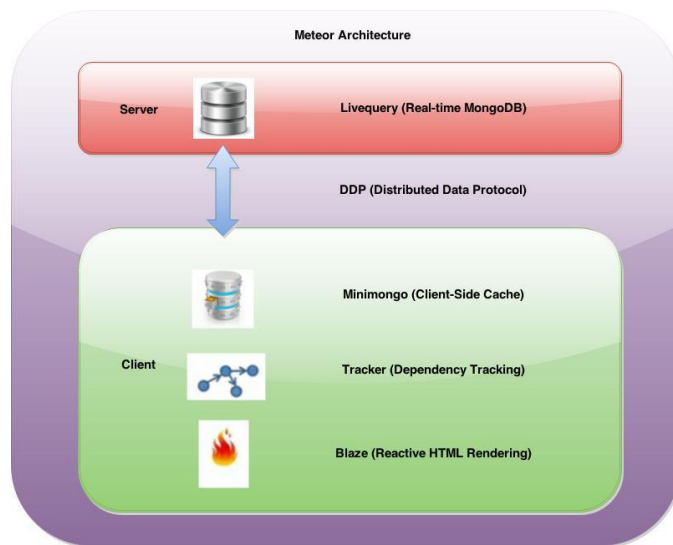 Meteor Architecture
Server
Livequery (Real-time MongoDB)
DDP (Distributed Data Protocol)
Minimongo (Client-Side Cache)
Client
Tracker (Dependency Tracking)
Blaze (Reactive HTML Rendering)